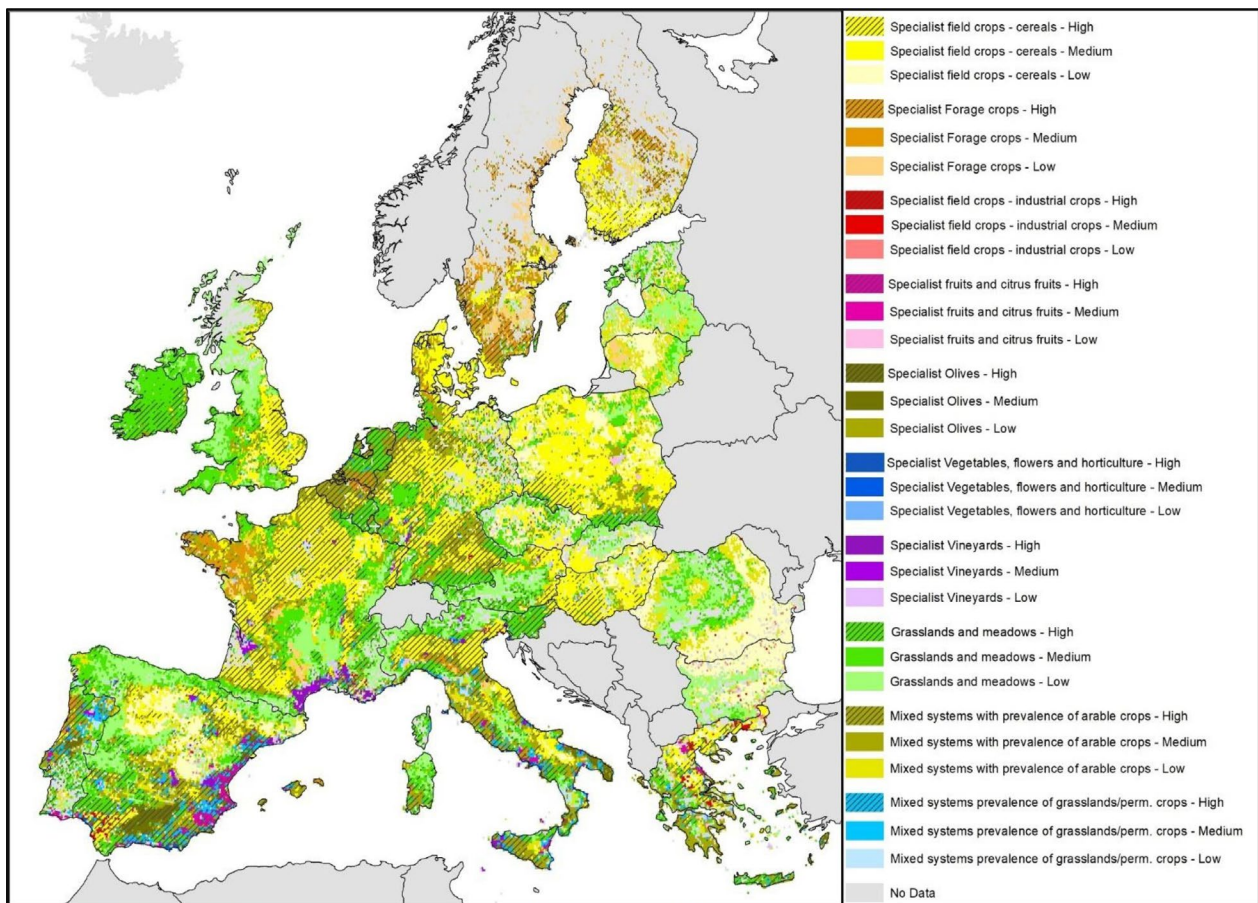 Specialist field crops - cereals - High
Specialist field crops - cereals - Medium
Specialist field crops - cereals - Low
Specialist Forage crops - High
Specialist Forage crops - Medium
Specialist Forage crops - Low
Specialist field crops - industrial crops - High
Specialist field crops - industrial crops - Medium
Specialist field crops - industrial crops - Low
Specialist fruits and citrus fruits - High
Specialist fruits and citrus fruits - Medium
Specialist fruits and citrus fruits - Low
Specialist Olives - High
Specialist Olives - Medium
Specialist Olives - Low
Specialist Vegetables, flowers and horticulture - High
Specialist Vegetables, flowers and horticulture - Medium
Specialist Vegetables, flowers and horticulture - Low
Specialist Vineyards - High
Specialist Vineyards - Medium
Specialist Vineyards - Low
Grasslands and meadows - High
Grasslands and meadows - Medium
Grasslands and meadows - Low
Mixed systems with prevalence of arable crops - High
Mixed systems with prevalence of arable crops - Medium
Mixed systems with prevalence of arable crops - Low
Mixed systems prevalence of grasslands/perm. crops - High
Mixed systems prevalence of grasslands/perm. crops - Medium
Mixed systems prevalence of grasslands/perm. crops - Low
No Data